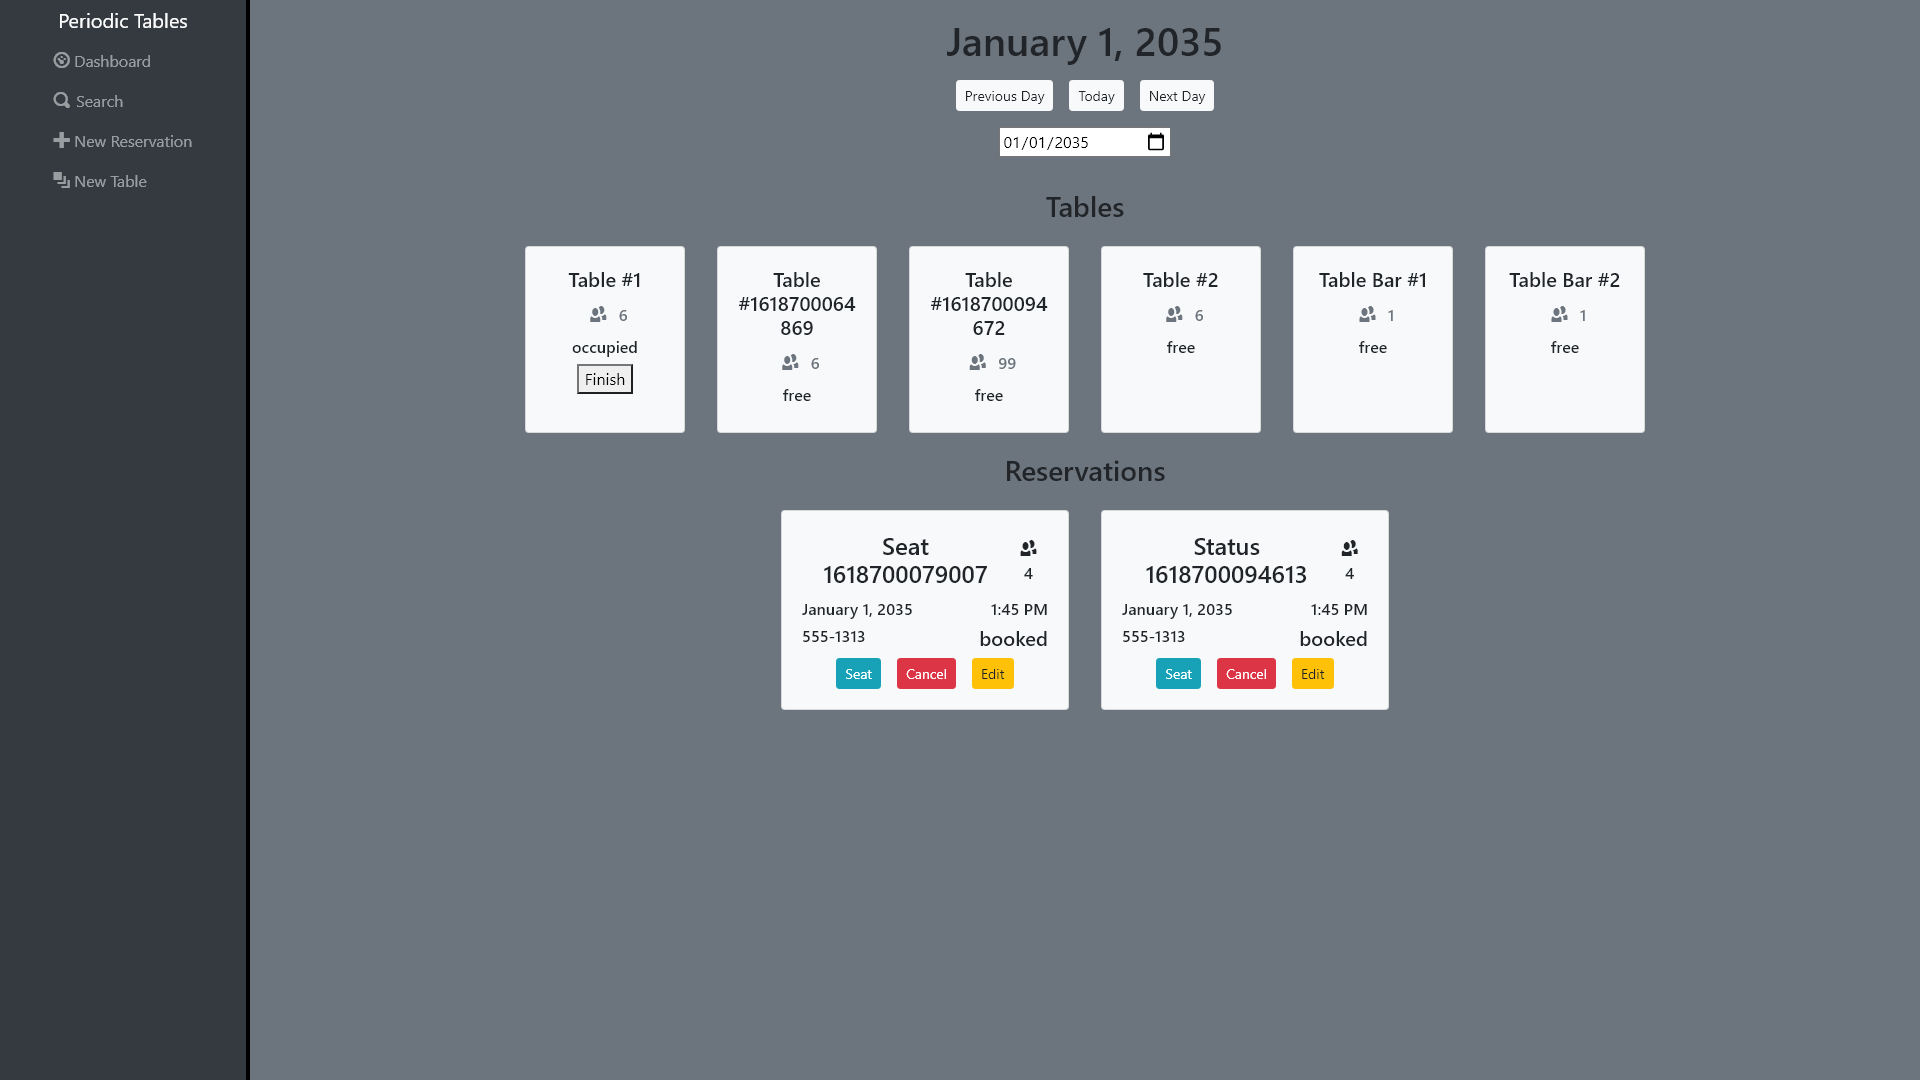 Periodic Tables
Dashboard
Search
New Reservation
New Table
January 1, 2035
Previous Day
Today
Next Day
01/01/2035
Tables
Table #1
6
occupied
Finish
Table
#1618700064
869
6
free
Table
#1618700094
672
99
free
Table #2
6
free
Table Bar #1
1
free
Table Bar #2
1
free
Reservations
Seat
1618700079007
4
January 1, 2035 1:45 PM
555-1313 booked
Seat Cancel Edit
Status
1618700094613
4
January 1, 2035 1:45 PM
555-1313 booked
Seat Cancel Edit